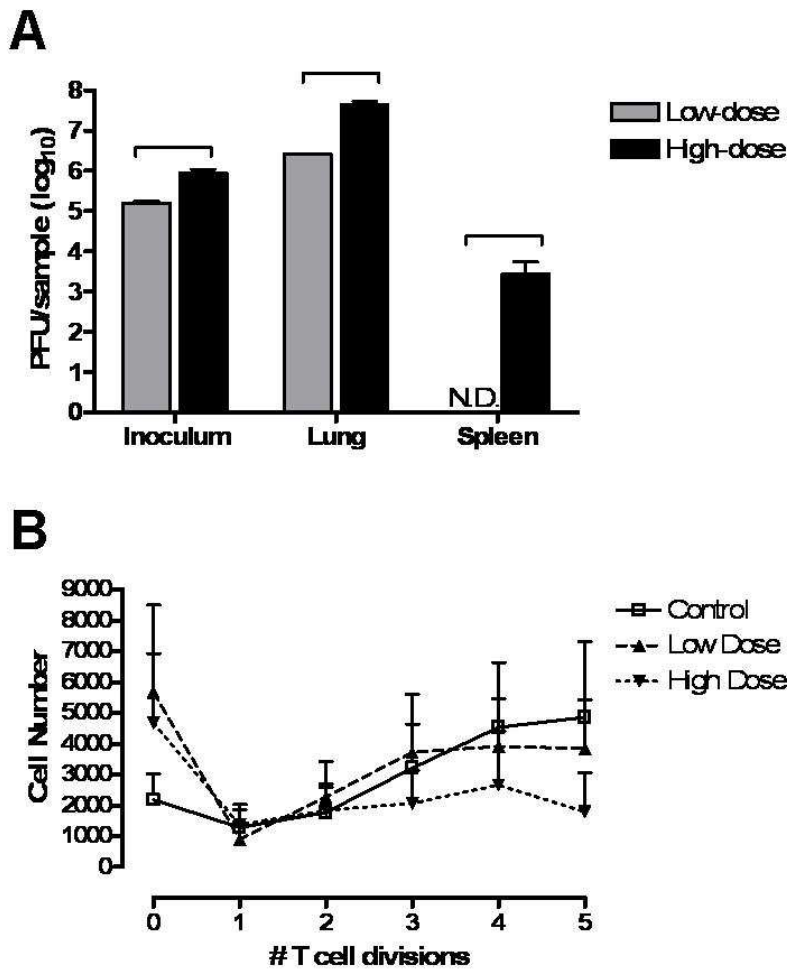 A
8
7
6
5
4
3
2
1
0
PFU/sample (log10)
N.D.
Inoculum Lung Spleen
Low-dose
High-dose
B
9000
8000
7000
6000
5000
4000
3000
2000
1000
0
Cell Number
0 1 2 3 4 5
# T cell divisions
Control
Low Dose
High Dose